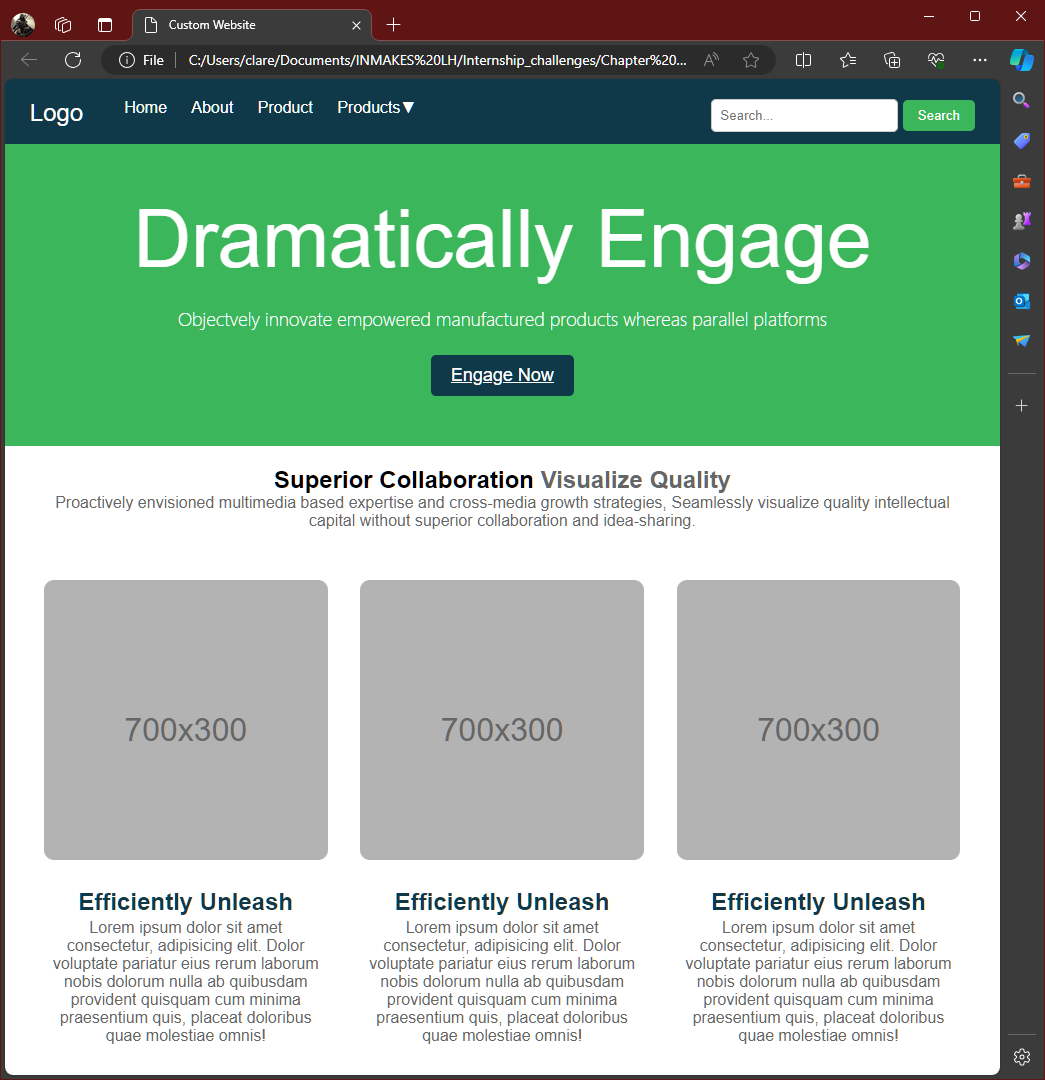 Custom Website
File
C:/Users/clare/Documents/INMAKES%20LH/Internship_challenges/Chapter%20...
Logo Home About Product Products▼ Search... Search
Dramatically Engage
Objectvely innovate empowered manufactured products whereas parallel platforms
Engage Now
Superior Collaboration Visualize Quality
Proactively envisioned multimedia based expertise and cross-media growth strategies, Seamlessly visualize quality intellectual
capital without superior collaboration and idea-sharing.
700x300
700x300
700x300
Efficiently Unleash
Lorem ipsum dolor sit amet
consectetur, adipisicing elit. Dolor
voluptate pariatur eius rerum laborum
nobis dolorum nulla ab quibusdam
provident quisquam cum minima
praesentium quis, placeat doloribus
quae molestiae omnis!
Efficiently Unleash
Lorem ipsum dolor sit amet
consectetur, adipisicing elit. Dolor
voluptate pariatur eius rerum laborum
nobis dolorum nulla ab quibusdam
provident quisquam cum minima
praesentium quis, placeat doloribus
quae molestiae omnis!
Efficiently Unleash
Lorem ipsum dolor sit amet
consectetur, adipisicing elit. Dolor
voluptate pariatur eius rerum laborum
nobis dolorum nulla ab quibusdam
provident quisquam cum minima
praesentium quis, placeat doloribus
quae molestiae omnis!